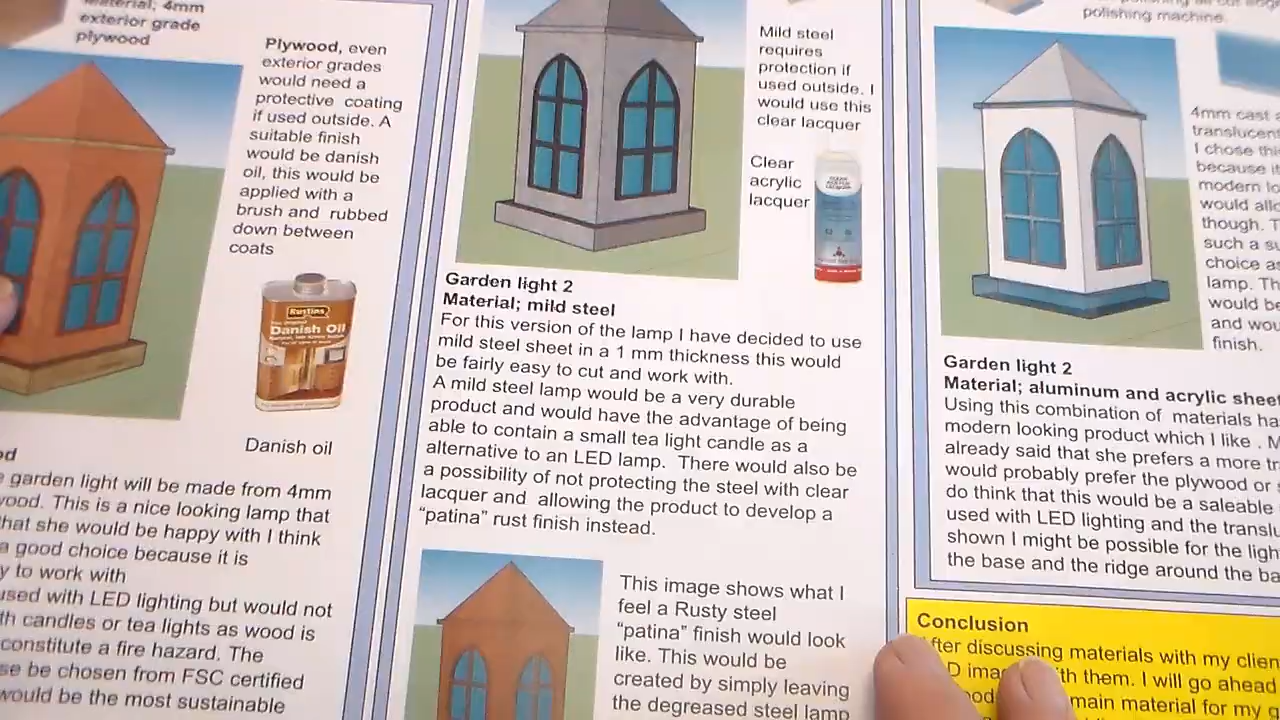 Material; 4mm
exterior grade
plywood
Plywood, even
exterior grades
would need a
protective coating
if used outside. A
suitable finish
would be danish
oil, this would be
applied with a
brush and rubbed
down between
coats
Rustins
Danish Oil
Danish oil
garden light will be made from 4mm
This is a nice looking lamp that
that she would be happy with I think
a good choice because it is
to work with
used with LED lighting but would not
candles or tea lights as wood is
constitute a fire hazard. The
be chosen from FSC certified
would be the most sustainable
Mild steel
requires
protection if
used outside. I
would use this
clear lacquer
Clear
acrylic
lacquer
Garden light 2
Material; mild steel
For this version of the lamp I have decided to use
mild steel sheet in a 1 mm thickness this would
be fairly easy to cut and work with.
A mild steel lamp would be a very durable
product and would have the advantage of being
able to contain a small tea light candle as a
alternative to an LED lamp. There would also be
a possibility of not protecting the steel with clear
lacquer and allowing the product to develop a
“patina” rust finish instead.
This image shows what I
feel a Rusty steel
“patina” finish would look
like. This would be
created by simply leaving
the degreased steel lamp
polishing machine.
4mm cast
translucent
I chose
because it
modern
would
though.
such a
choice
lamp.
would be
and
finish.
Garden light 2
Material; aluminum and acrylic sheet
Using this combination of materials
modern looking product which I like .
already said that she prefers a more
would probably prefer the plywood or
do think that this would be a saleable
used with LED lighting and the
shown I might be possible for the
the base and the ridge around the
Conclusion
After discussing materials with my
with them. I will go ahead
main material for my